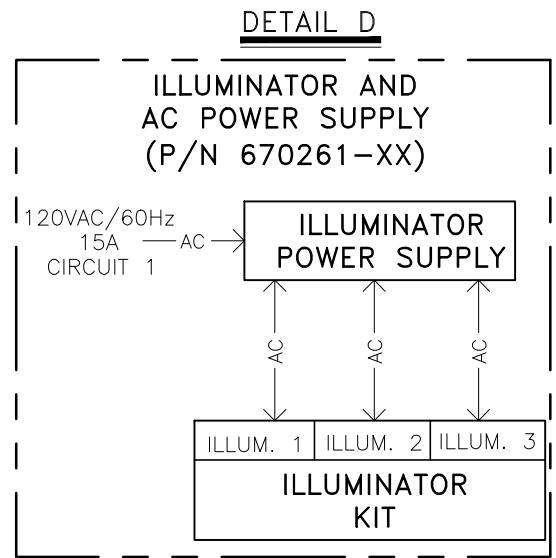 DETAIL D
ILLUMINATOR AND
AC POWER SUPPLY
(P/N 670261-XX)
120VAC/60Hz
15A
CIRCUIT 1
AC
ILLUMINATOR
POWER SUPPLY
AC
AC
AC
ILLUM. 1
ILLUM. 2
ILLUM. 3
ILLUMINATOR
KIT